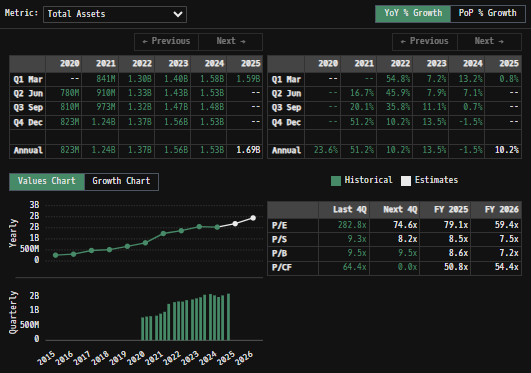 Metric: Total Assets
YoY % Growth PoP % Growth
← Previous Next →
← Previous Next →
2020 2021 2022 2023 2024 2025
Q1 Mar -- 841M 1.30B 1.40B 1.58B 1.59B
Q2 Jun 780M 910M 1.33B 1.43B 1.53B --
Q3 Sep 810M 973M 1.32B 1.47B 1.48B --
Q4 Dec 823M 1.24B 1.37B 1.56B 1.53B --
Annual 823M 1.24B 1.37B 1.56B 1.53B 1.69B
2020 2021 2022 2023 2024 2025
Q1 Mar -- -- 54.8% 7.2% 13.2% 0.8%
Q2 Jun -- 16.7% 45.9% 7.9% 7.1% --
Q3 Sep -- 20.1% 35.8% 11.1% 0.7% --
Q4 Dec -- 51.2% 10.2% 13.5% -1.5% --
Annual 23.6% 51.2% 10.2% 13.5% -1.5% 10.2%
Values Chart Growth Chart
Historical Estimates
Yearly
3B
2B
2B
1B
500M
0
Quarterly
2B
1B
500M
0
2015 2016 2017 2018 2019 2020 2021 2022 2023 2024 2025 2026
Last 4Q Next 4Q FY 2025 FY 2026
P/E 282.8x 74.6x 79.1x 59.4x
P/S 9.3x 8.2x 8.5x 7.5x
P/B 9.5x 9.5x 8.6x 7.2x
P/CF 64.4x 0.0x 50.8x 54.4x